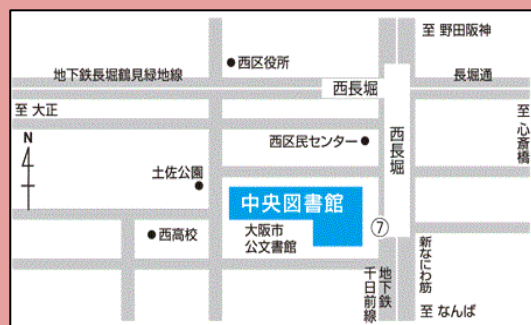 至 野田阪神
●西区役所
地下鉄長堀鶴見緑地線
西長堀
長堀通
至 大正
至 心斎橋
N
西区民センター●
西長堀
土佐公園
●
中央図書館
⑦
●西高校
大阪市
公文書館
新なにわ筋
地下鉄
千日前線
至 なんば